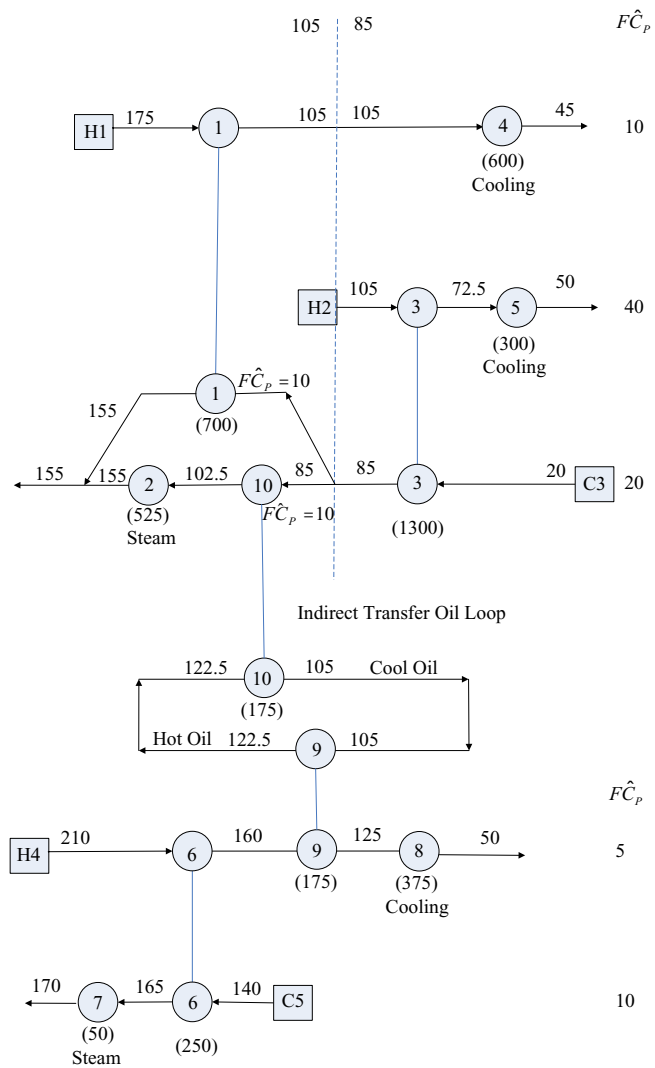 105 85 FĈ_P
H1 175 1 105 105 4 45 10
(600)
Cooling
H2 105 3 72.5 5 50 40
(300)
Cooling
155 1 FĈ_P = 10
(700)
155 155 2 102.5 10 85 85 3 20 C3 20
(525) FĈ_P = 10 (1300)
Steam
Indirect Transfer Oil Loop
122.5 10 105 Cool Oil
(175)
Hot Oil 122.5 9 105
FĈ_P
H4 210 6 160 9 125 8 50 5
(175) (375)
Cooling
170 7 165 6 140 C5 10
(50) (250)
Steam